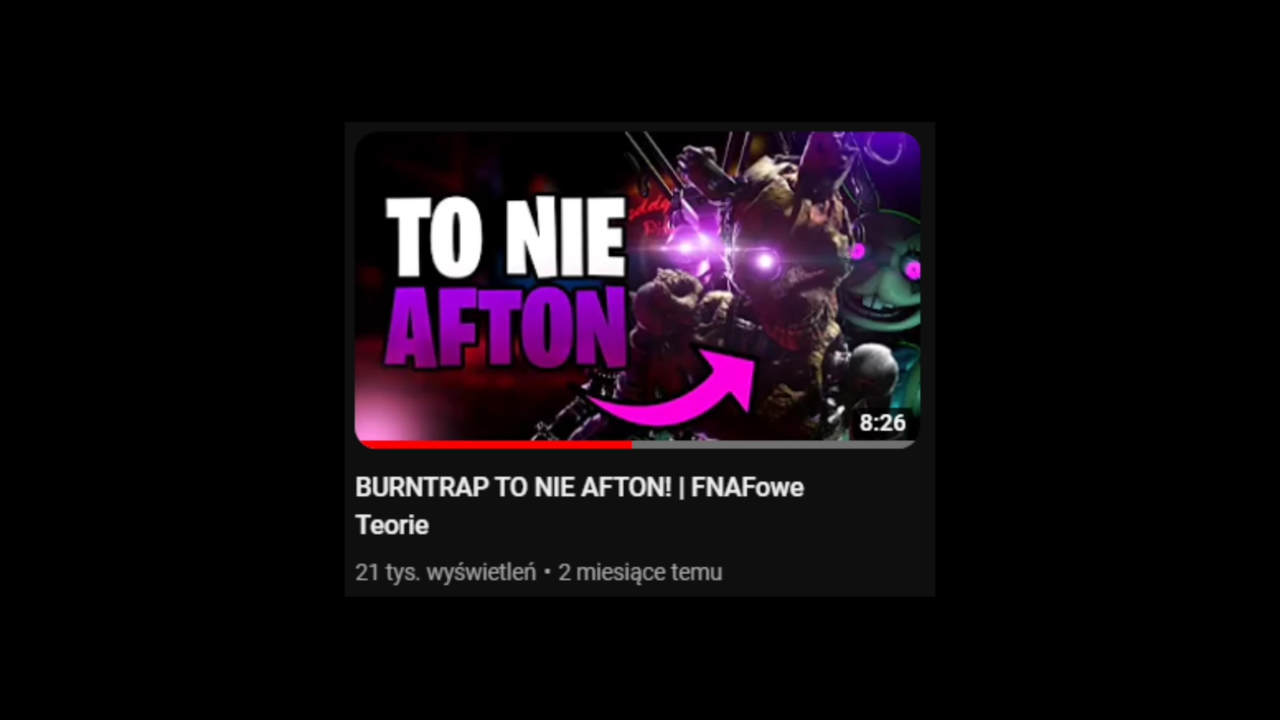 TO NIE
AFTON
8:26
BURNTRAP TO NIE AFTON! | FNAFowe
Teorie
21 tys. wyświetleń • 2 miesiące temu